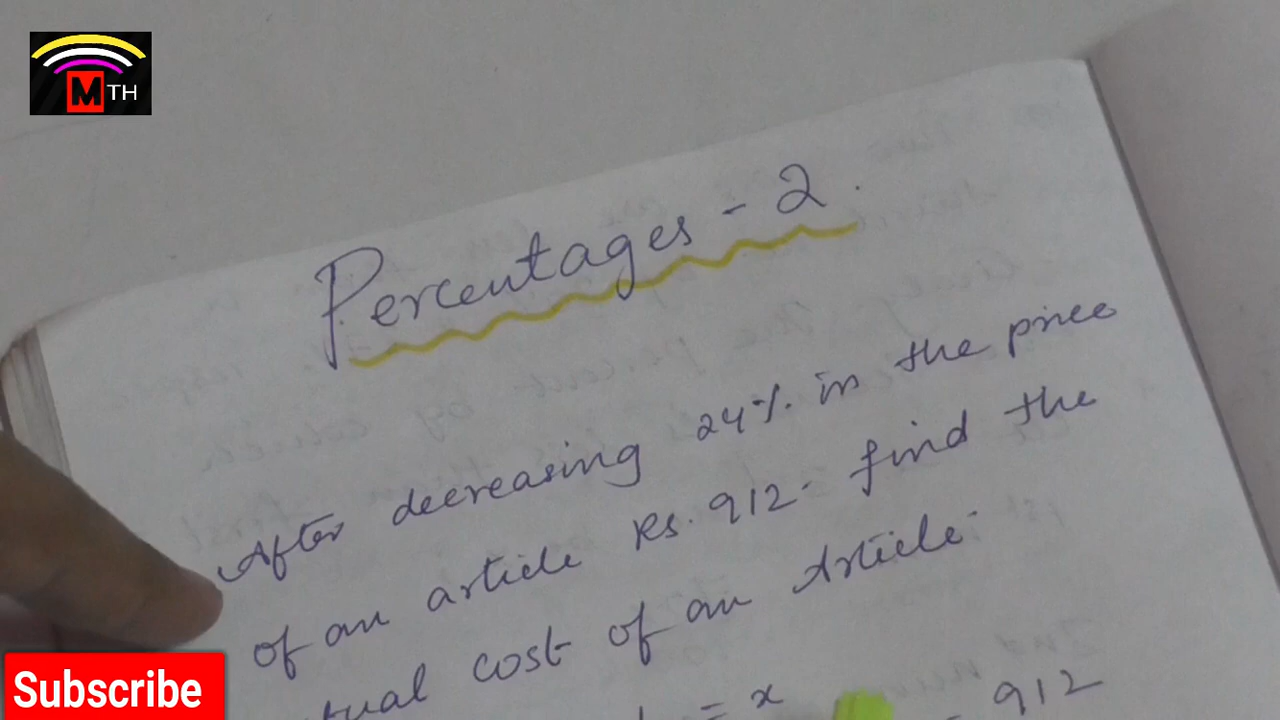 MTH
Percentages - 2.
After decreasing 24% in the price
of an article Rs. 912. find the
cost of an Article.
= x
- 912
Subscribe